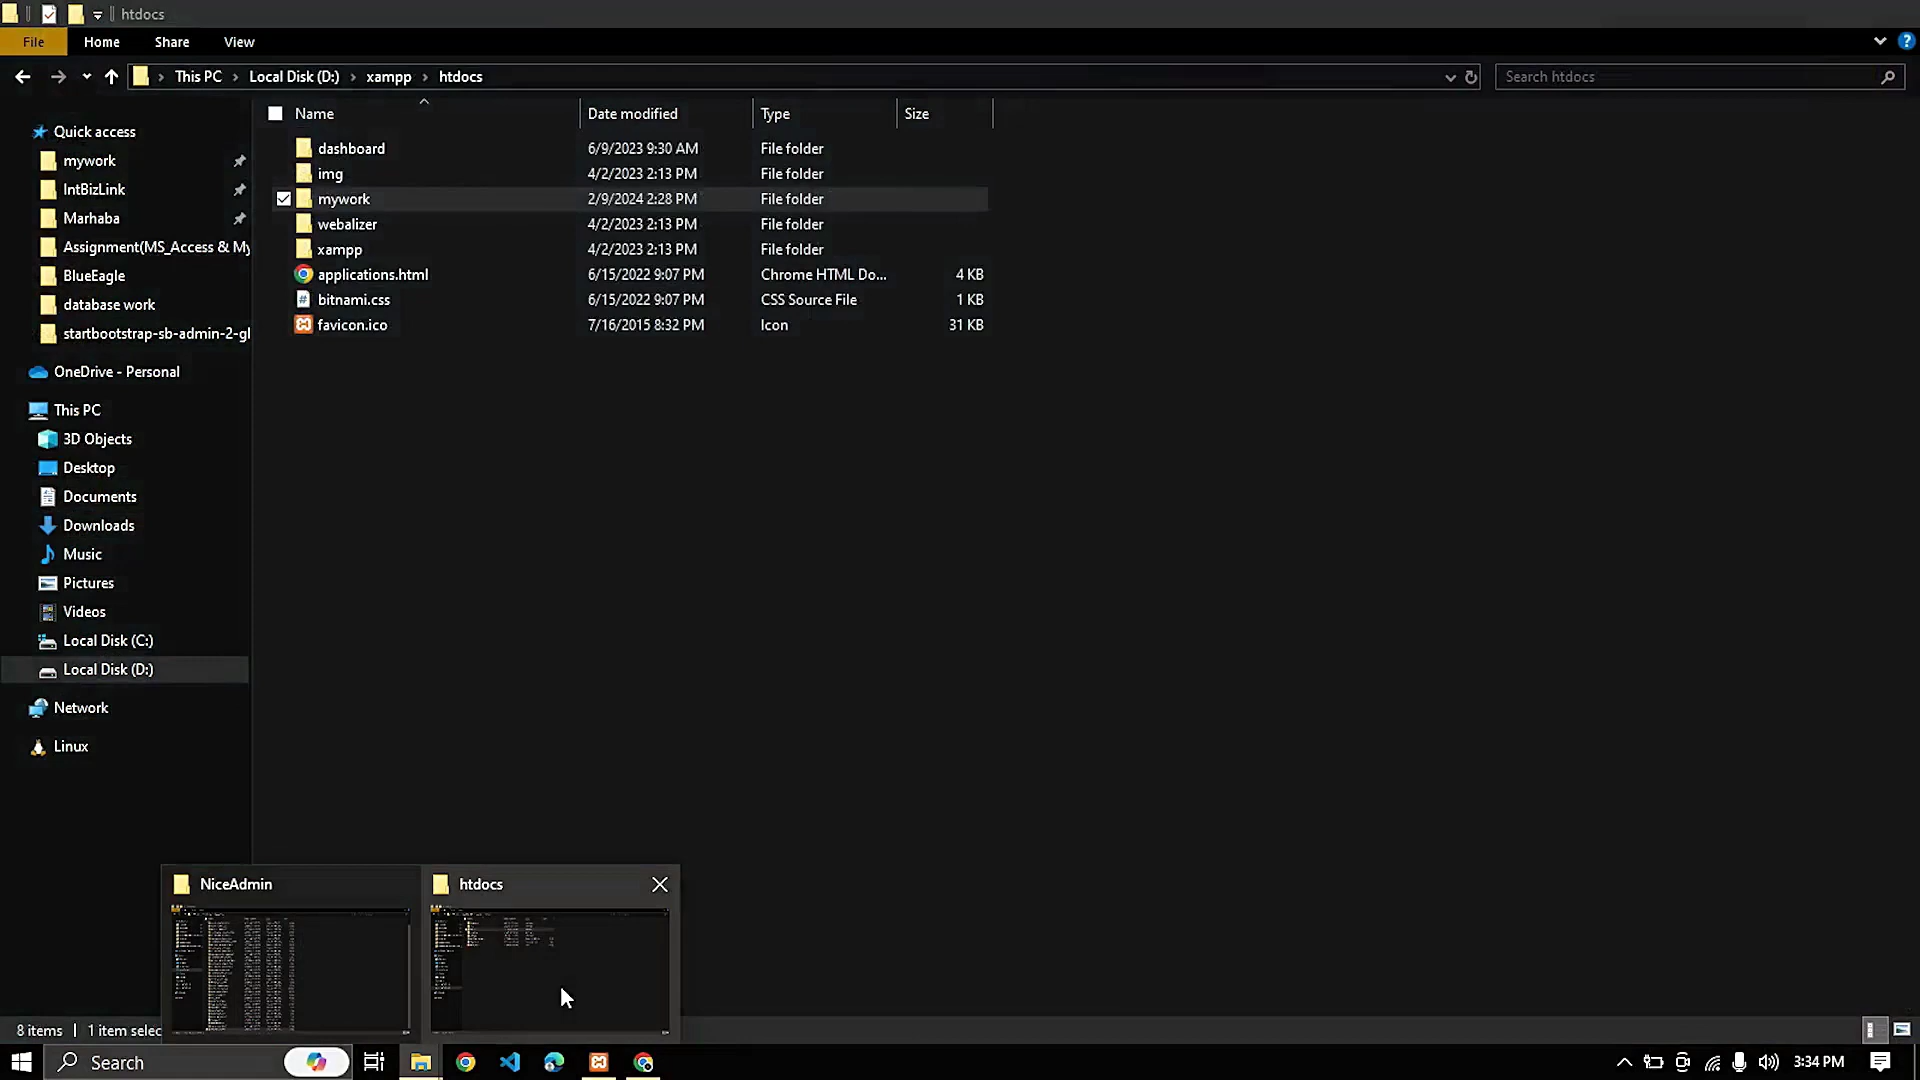 htdocs
File Home Share View
This PC Local Disk (D:) xampp htdocs Search htdocs
Name Date modified Type Size
Quick access
mywork
IntBizLink
Marhaba
Assignment(MS_Access & My
BlueEagle
database work
startbootstrap-sb-admin-2-gl
OneDrive - Personal
This PC
3D Objects
Desktop
Documents
Downloads
Music
Pictures
Videos
Local Disk (C:)
Local Disk (D:)
Network
Linux
dashboard 6/9/2023 9:30 AM File folder
img 4/2/2023 2:13 PM File folder
mywork 2/9/2024 2:28 PM File folder
webalizer 4/2/2023 2:13 PM File folder
xampp 4/2/2023 2:13 PM File folder
applications.html 6/15/2022 9:07 PM Chrome HTML Do... 4 KB
bitnami.css 6/15/2022 9:07 PM CSS Source File 1 KB
favicon.ico 7/16/2015 8:32 PM Icon 31 KB
NiceAdmin htdocs
8 items 1 item selec
Search 3:34 PM